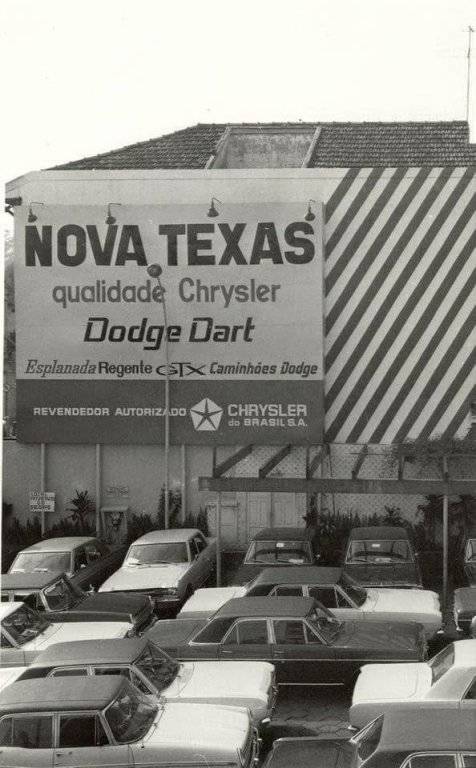 NOVA TEXAS
qualidade Chrysler
Dodge Dart
Esplanada Regente GTX Caminhões Dodge
REVENDEDOR AUTORIZADO CHRYSLER
do BRASIL S.A.